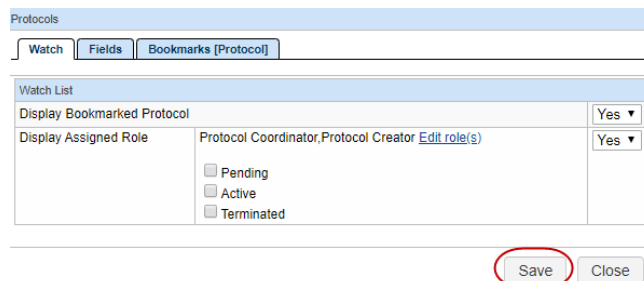 Protocols
Watch Fields Bookmarks [Protocol]
Watch List
Display Bookmarked Protocol Yes
Display Assigned Role Protocol Coordinator,Protocol Creator Edit role(s) Yes
Pending
Active
Terminated
Save Close